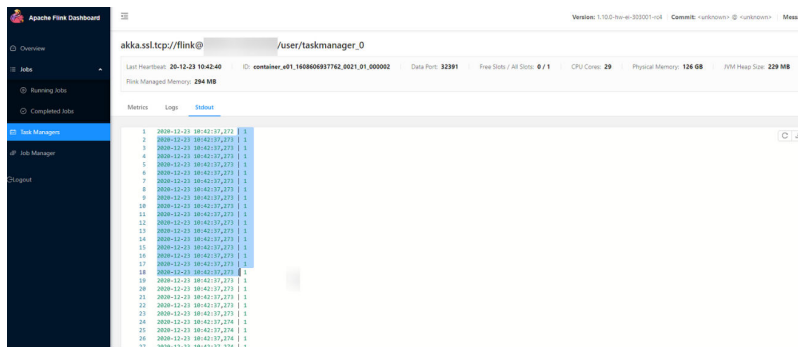 Apache Flink Dashboard
Version: 1.10.0-hw-ei-303001-rc4 Commit: <unknown> @ <unknown> Messa
Overview
Jobs
Running Jobs
Completed Jobs
Task Managers
Job Manager
Logout
akka.ssl.tcp://flink@ /user/taskmanager_0
Last Heartbeat: 20-12-23 10:42:40 ID: container_e01_1608606937762_0021_01_000002 Data Port: 32391 Free Slots / All Slots: 0 / 1 CPU Cores: 29 Physical Memory: 126 GB JVM Heap Size: 229 MB
Flink Managed Memory: 294 MB
Metrics Logs Stdout
1 2020-12-23 10:42:37,272 | 1
2 2020-12-23 10:42:37,273 | 1
3 2020-12-23 10:42:37,273 | 1
4 2020-12-23 10:42:37,273 | 1
5 2020-12-23 10:42:37,273 | 1
6 2020-12-23 10:42:37,273 | 1
7 2020-12-23 10:42:37,273 | 1
8 2020-12-23 10:42:37,273 | 1
9 2020-12-23 10:42:37,273 | 1
10 2020-12-23 10:42:37,273 | 1
11 2020-12-23 10:42:37,273 | 1
12 2020-12-23 10:42:37,273 | 1
13 2020-12-23 10:42:37,273 | 1
14 2020-12-23 10:42:37,273 | 1
15 2020-12-23 10:42:37,273 | 1
16 2020-12-23 10:42:37,273 | 1
17 2020-12-23 10:42:37,273 | 1
18 2020-12-23 10:42:37,273 | 1
19 2020-12-23 10:42:37,273 | 1
20 2020-12-23 10:42:37,273 | 1
21 2020-12-23 10:42:37,273 | 1
22 2020-12-23 10:42:37,273 | 1
23 2020-12-23 10:42:37,273 | 1
24 2020-12-23 10:42:37,274 | 1
25 2020-12-23 10:42:37,274 | 1
26 2020-12-23 10:42:37,274 | 1
27 2020-12-23 10:42:37,274 | 1